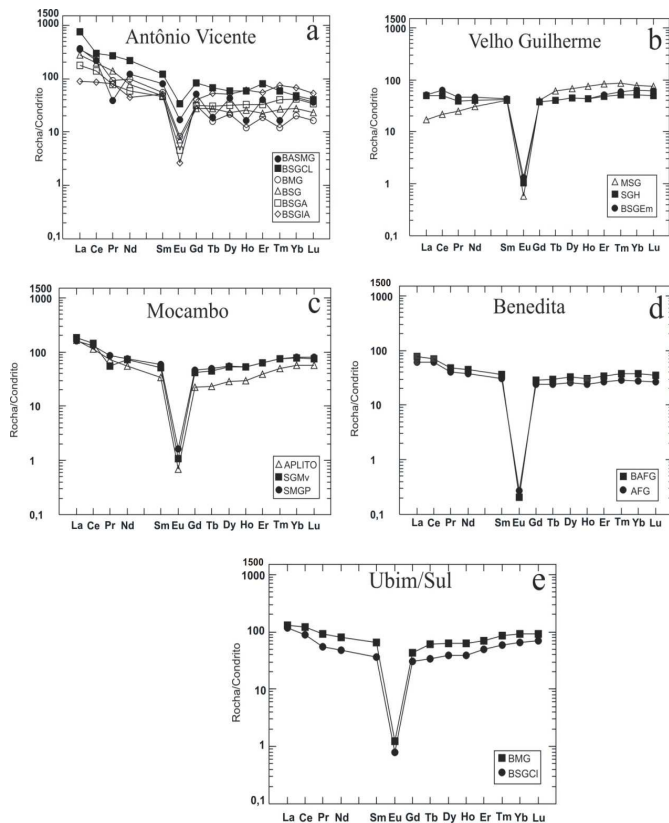 Antônio Vicente
a
1500
1000
100
10
1
0,1
Rocha/Condrito
La Ce Pr Nd Sm Eu Gd Tb Dy Ho Er Tm Yb Lu
BASMG
BSGCL
BMG
BSG
BSGA
BSGIA
Velho Guilherme
b
1500
1000
100
10
1
0,1
Rocha/Condrito
La Ce Pr Nd Sm Eu Gd Tb Dy Ho Er Tm Yb Lu
MSG
SGH
BSGEm
Mocambo
c
1500
1000
100
10
1
0,1
Rocha/Condrito
La Ce Pr Nd Sm Eu Gd Tb Dy Ho Er Tm Yb Lu
APLITO
SGMv
SMGP
Benedita
d
1500
1000
100
10
1
0,1
Rocha/Condrito
La Ce Pr Nd Sm Eu Gd Tb Dy Ho Er Tm Yb Lu
BAFG
AFG
Ubim/Sul
e
1500
1000
100
10
1
0,1
Rocha/Condrito
La Ce Pr Nd Sm Eu Gd Tb Dy Ho Er Tm Yb Lu
BMG
BSGCl